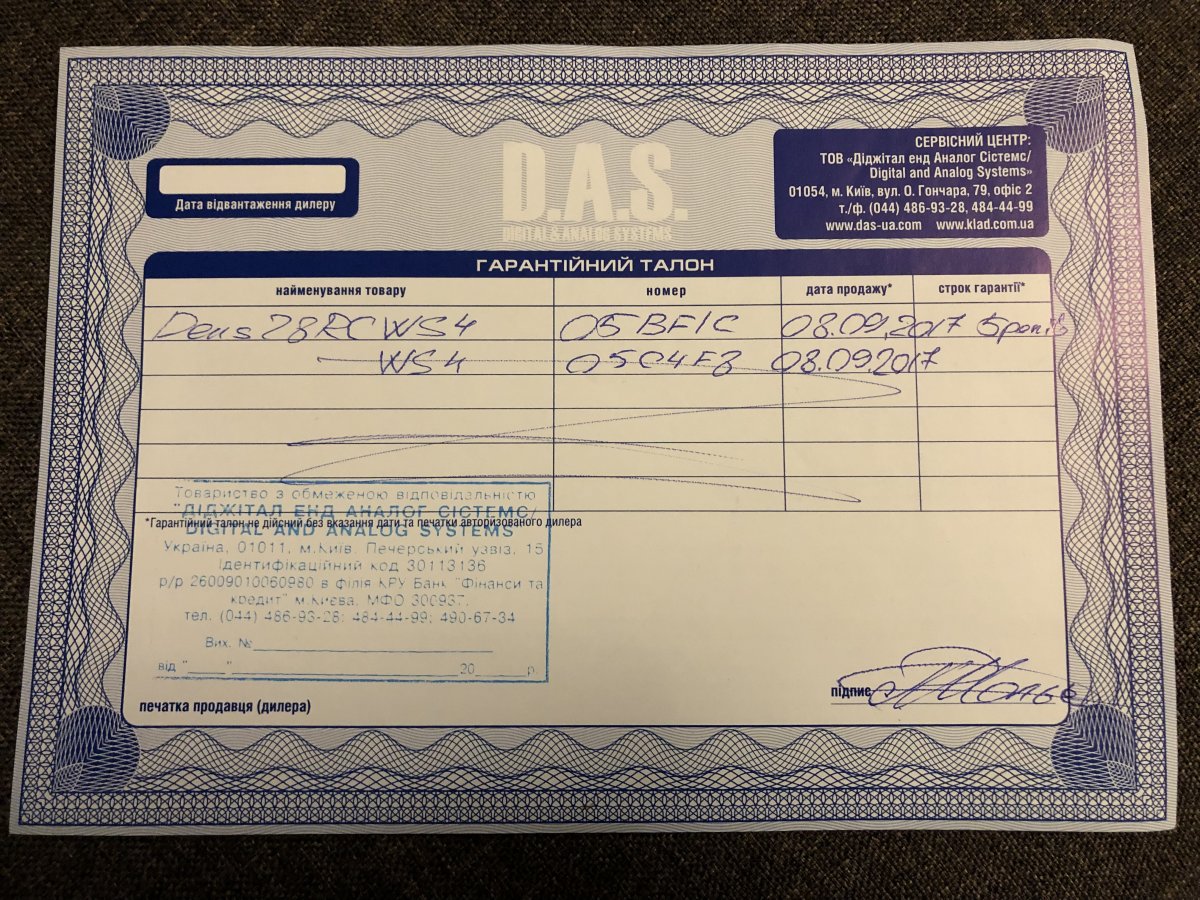 Дата відвантаження дилеру
D.A.S.
DIGITAL & ANALOG SYSTEMS
СЕРВІСНИЙ ЦЕНТР:
ТОВ «Діджітал енд Аналог Сістемс/
Digital and Analog Systems»
01054, м. Київ, вул. О. Гончара, 79, офіс 2
т./ф. (044) 486-93-28, 484-44-99
www.das-ua.com www.klad.com.ua
ГАРАНТІЙНИЙ ТАЛОН
найменування товару номер дата продажу* строк гарантії*
Deus 28RC WS4 05BF1C 08.09.2017 5 років
WS4 0504F3 08.09.2017
Товариство з обмеженою відповідальністю
"ДІДЖІТАЛ ЕНД АНАЛОГ СІСТЕМС/
*Гарантійний талон не дійсний без вказання дати та печатки авторизованого дилера
DIGITAL AND ANALOG SYSTEMS
Україна, 01011, м.Київ, Печерський узвіз, 15
Ідентифікаційний код 30113136
р/р 26009010060980 в філія КРУ Банк "Фінанси та
кредит" м.Києва, МФО 300937,
тел. (044) 486-93-28; 484-44-99; 490-67-34
Вих. №
від "____"____20____р.
підпис
печатка продавця (дилера)